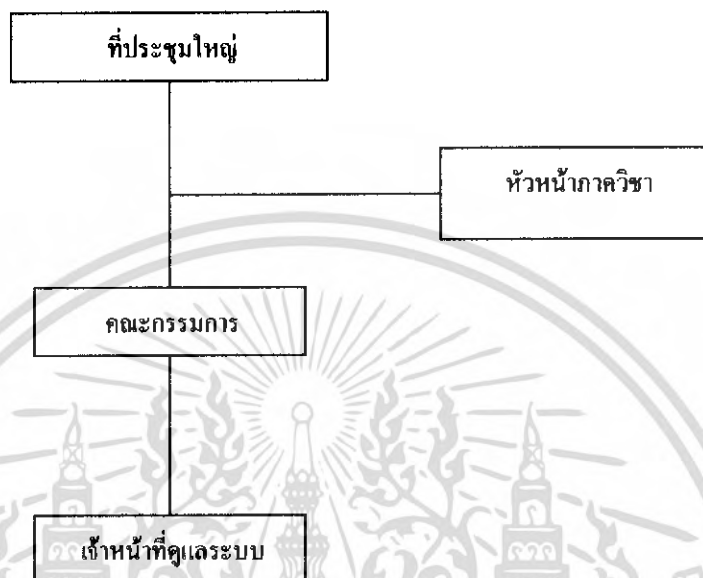 ที่ประชุมใหญ่
หัวหน้าภาควิชา
คณะกรรมการ
เจ้าหน้าที่ดูแลระบบ